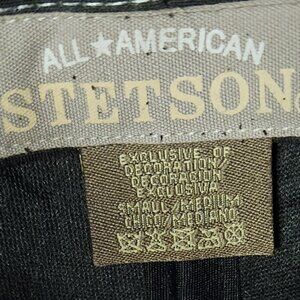 ALL★AMERICAN
STETSON
EXCLUSIVE OF
DECORATION/
DECORACION
EXCLUSIVA
SMALL/MEDIUM
CHICO/MEDIANO